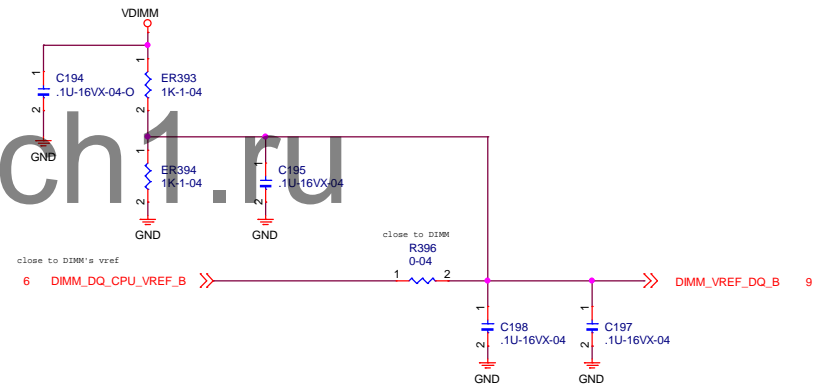 VDIMM
1
1
C194
.1U-16VX-04-O
ER393
1K-1-04
2
2
GND
ch1.ru
1
1
ER394
1K-1-04
C195
.1U-16VX-04
2
2
GND
GND
close to DIMM
R396
0-04
close to DIMM's vref
6 DIMM_DQ_CPU_VREF_B
1 2
DIMM_VREF_DQ_B 9
1
1
C198
.1U-16VX-04
C197
.1U-16VX-04
2
2
GND
GND